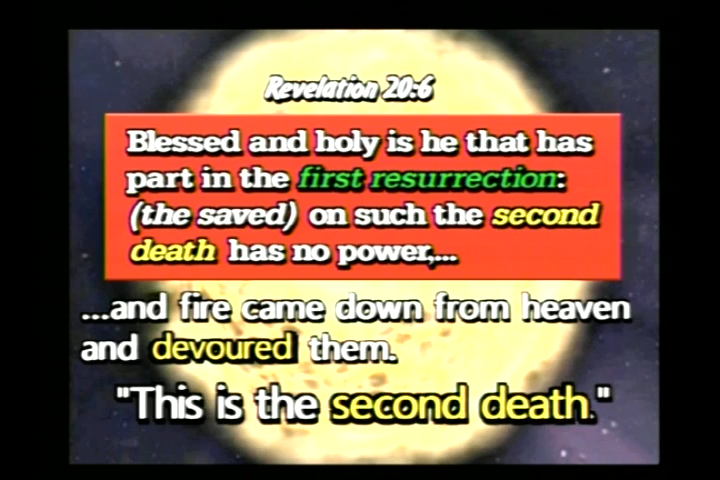 Revelation 20:6
Blessed and holy is he that has
part in the first resurrection:
(the saved) on such the second
death has no power,...
...and fire came down from heaven
and devoured them.
"This is the second death."